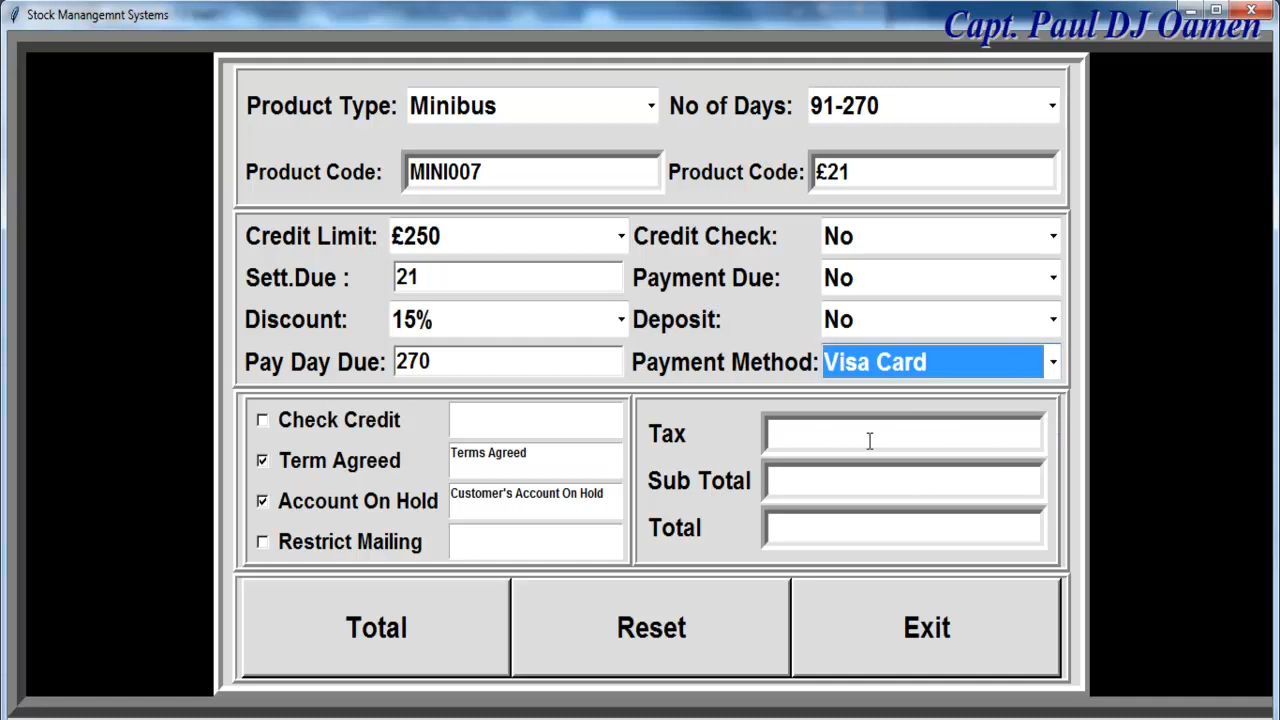 Stock Manangemnt Systems
Capt. Paul DJ Oamen
Product Type: Minibus No of Days: 91-270
Product Code: MINI007 Product Code: £21
Credit Limit: £250 Credit Check: No
Sett.Due : 21 Payment Due: No
Discount: 15% Deposit: No
Pay Day Due: 270 Payment Method: Visa Card
Check Credit
Term Agreed Terms Agreed
Account On Hold Customer's Account On Hold
Restrict Mailing
Tax
Sub Total
Total
Total Reset Exit